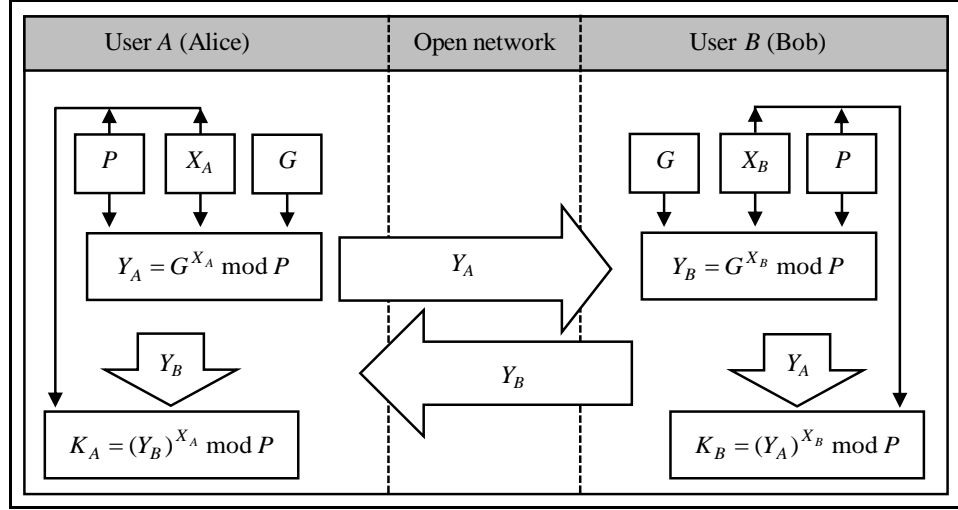 User A (Alice) Open network User B (Bob)
P X_A G G X_B P
Y_A = G^{X_A} mod P Y_A Y_B = G^{X_B} mod P
Y_B Y_B Y_A
K_A = (Y_B)^{X_A} mod P K_B = (Y_A)^{X_B} mod P